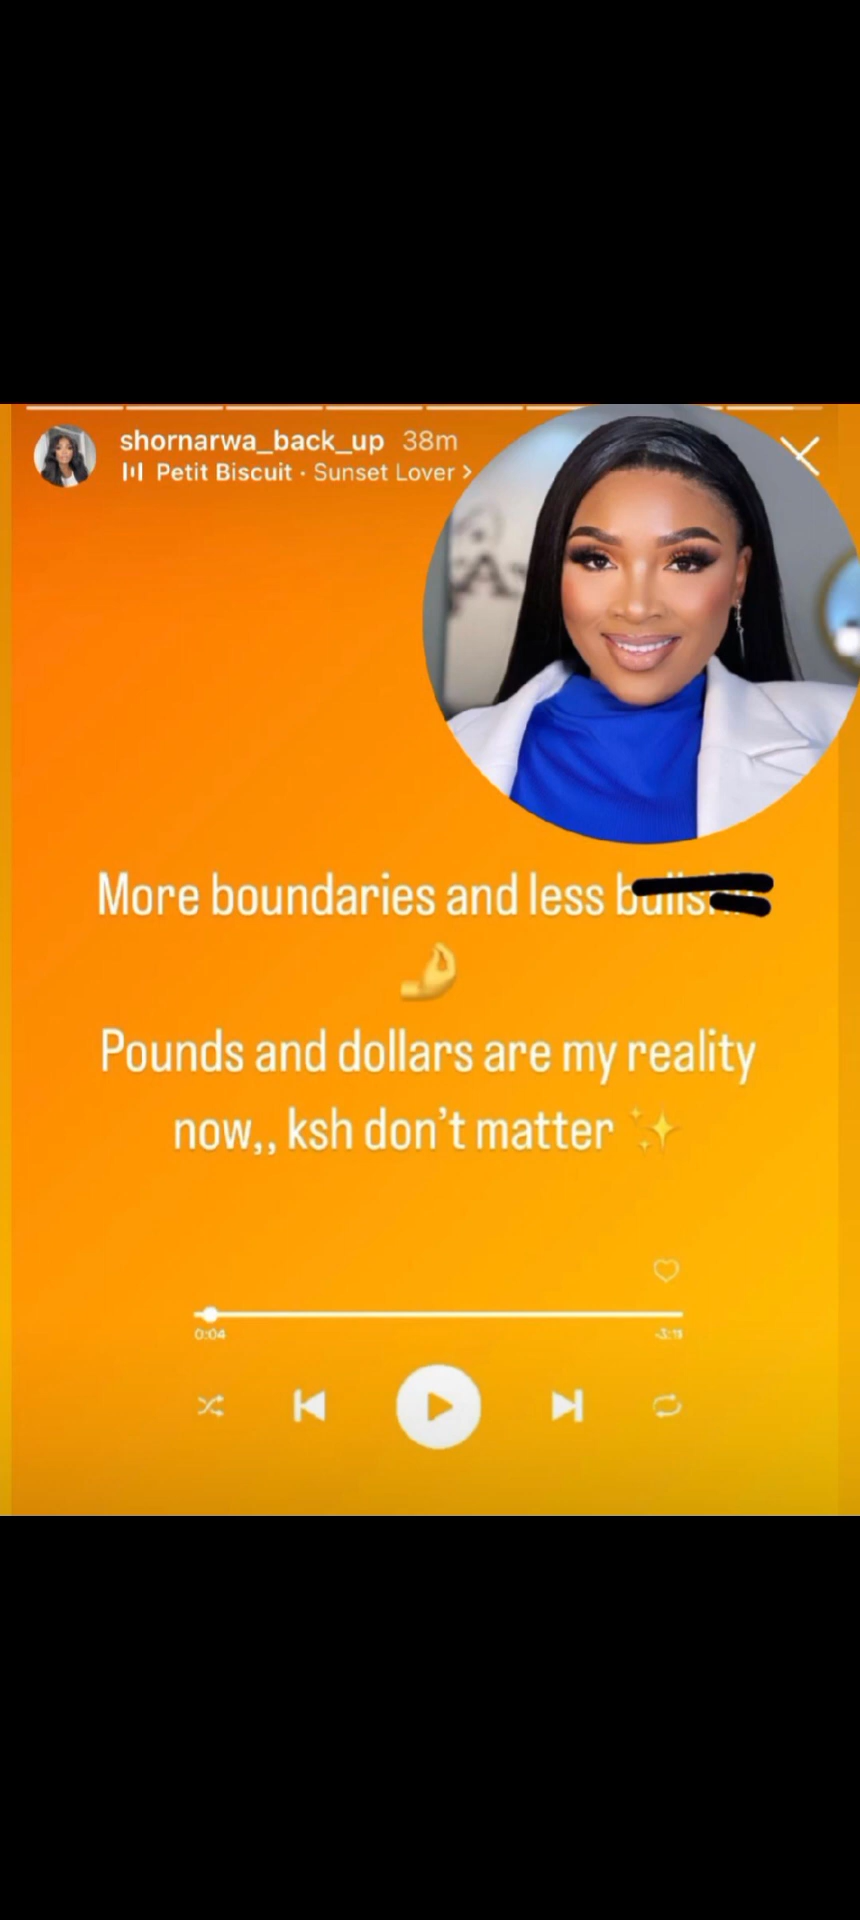 shornarwa_back_up 38m
Petit Biscuit · Sunset Lover >
More boundaries and less
Pounds and dollars are my reality
now,, ksh don’t matter
0:04
-3:11